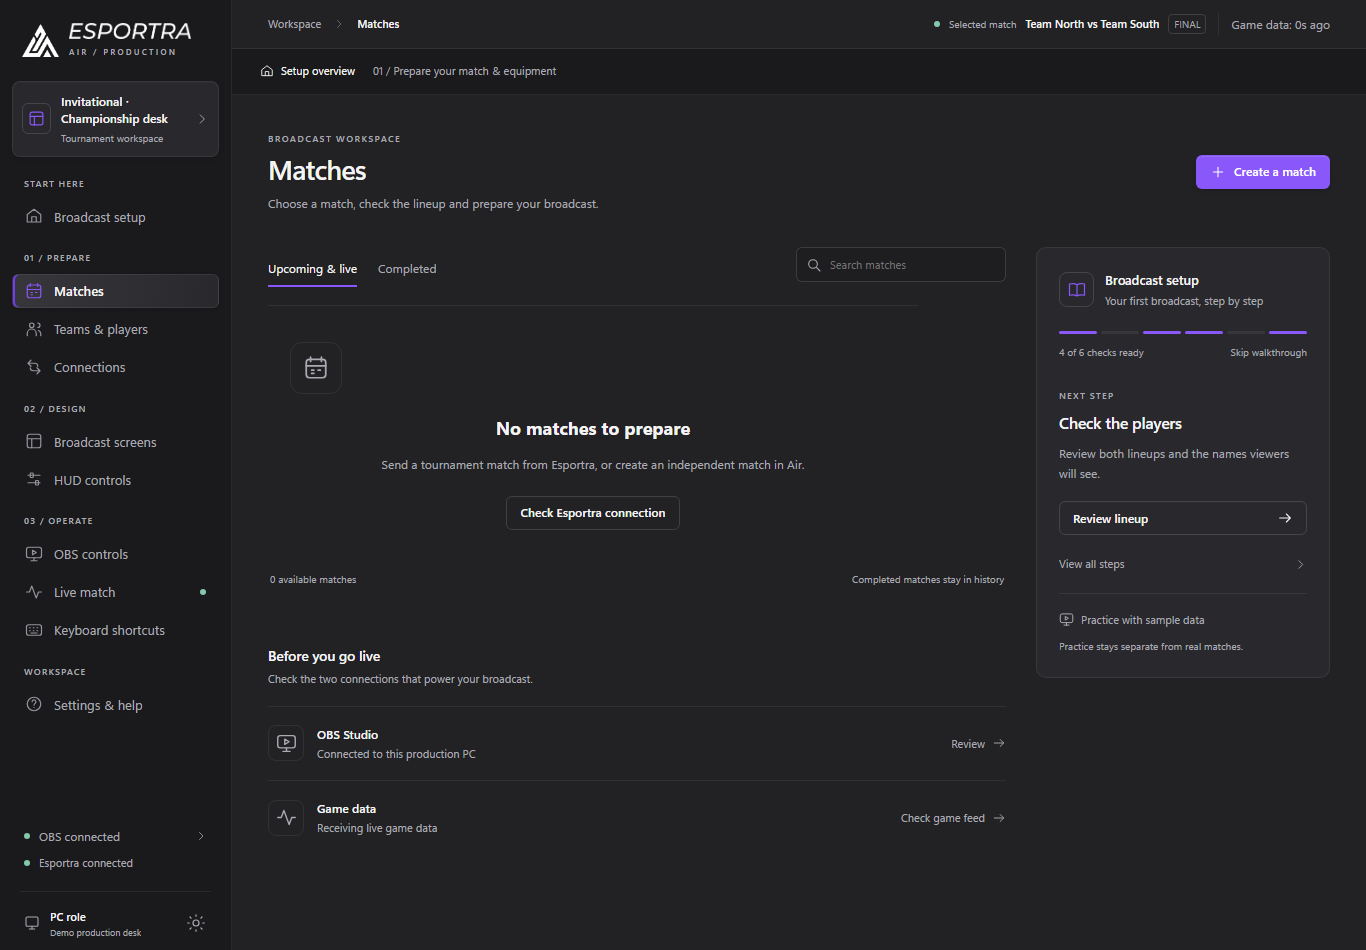 ESPORTRA
AIR / PRODUCTION
Invitational ·
Championship desk
Tournament workspace
START HERE
Broadcast setup
01 / PREPARE
Matches
Teams & players
Connections
02 / DESIGN
Broadcast screens
HUD controls
03 / OPERATE
OBS controls
Live match
Keyboard shortcuts
WORKSPACE
Settings & help
OBS connected
Esportra connected
PC role
Demo production desk
Workspace
Matches
Selected match
Team North vs Team South
FINAL
Game data: 0s ago
Setup overview
01 / Prepare your match & equipment
BROADCAST WORKSPACE
Matches
Choose a match, check the lineup and prepare your broadcast.
Create a match
Upcoming & live
Completed
Search matches
No matches to prepare
Send a tournament match from Esportra, or create an independent match in Air.
Check Esportra connection
0 available matches
Completed matches stay in history
Before you go live
Check the two connections that power your broadcast.
OBS Studio
Connected to this production PC
Review
Game data
Receiving live game data
Check game feed
Broadcast setup
Your first broadcast, step by step
4 of 6 checks ready
Skip walkthrough
NEXT STEP
Check the players
Review both lineups and the names viewers
will see.
Review lineup
View all steps
Practice with sample data
Practice stays separate from real matches.